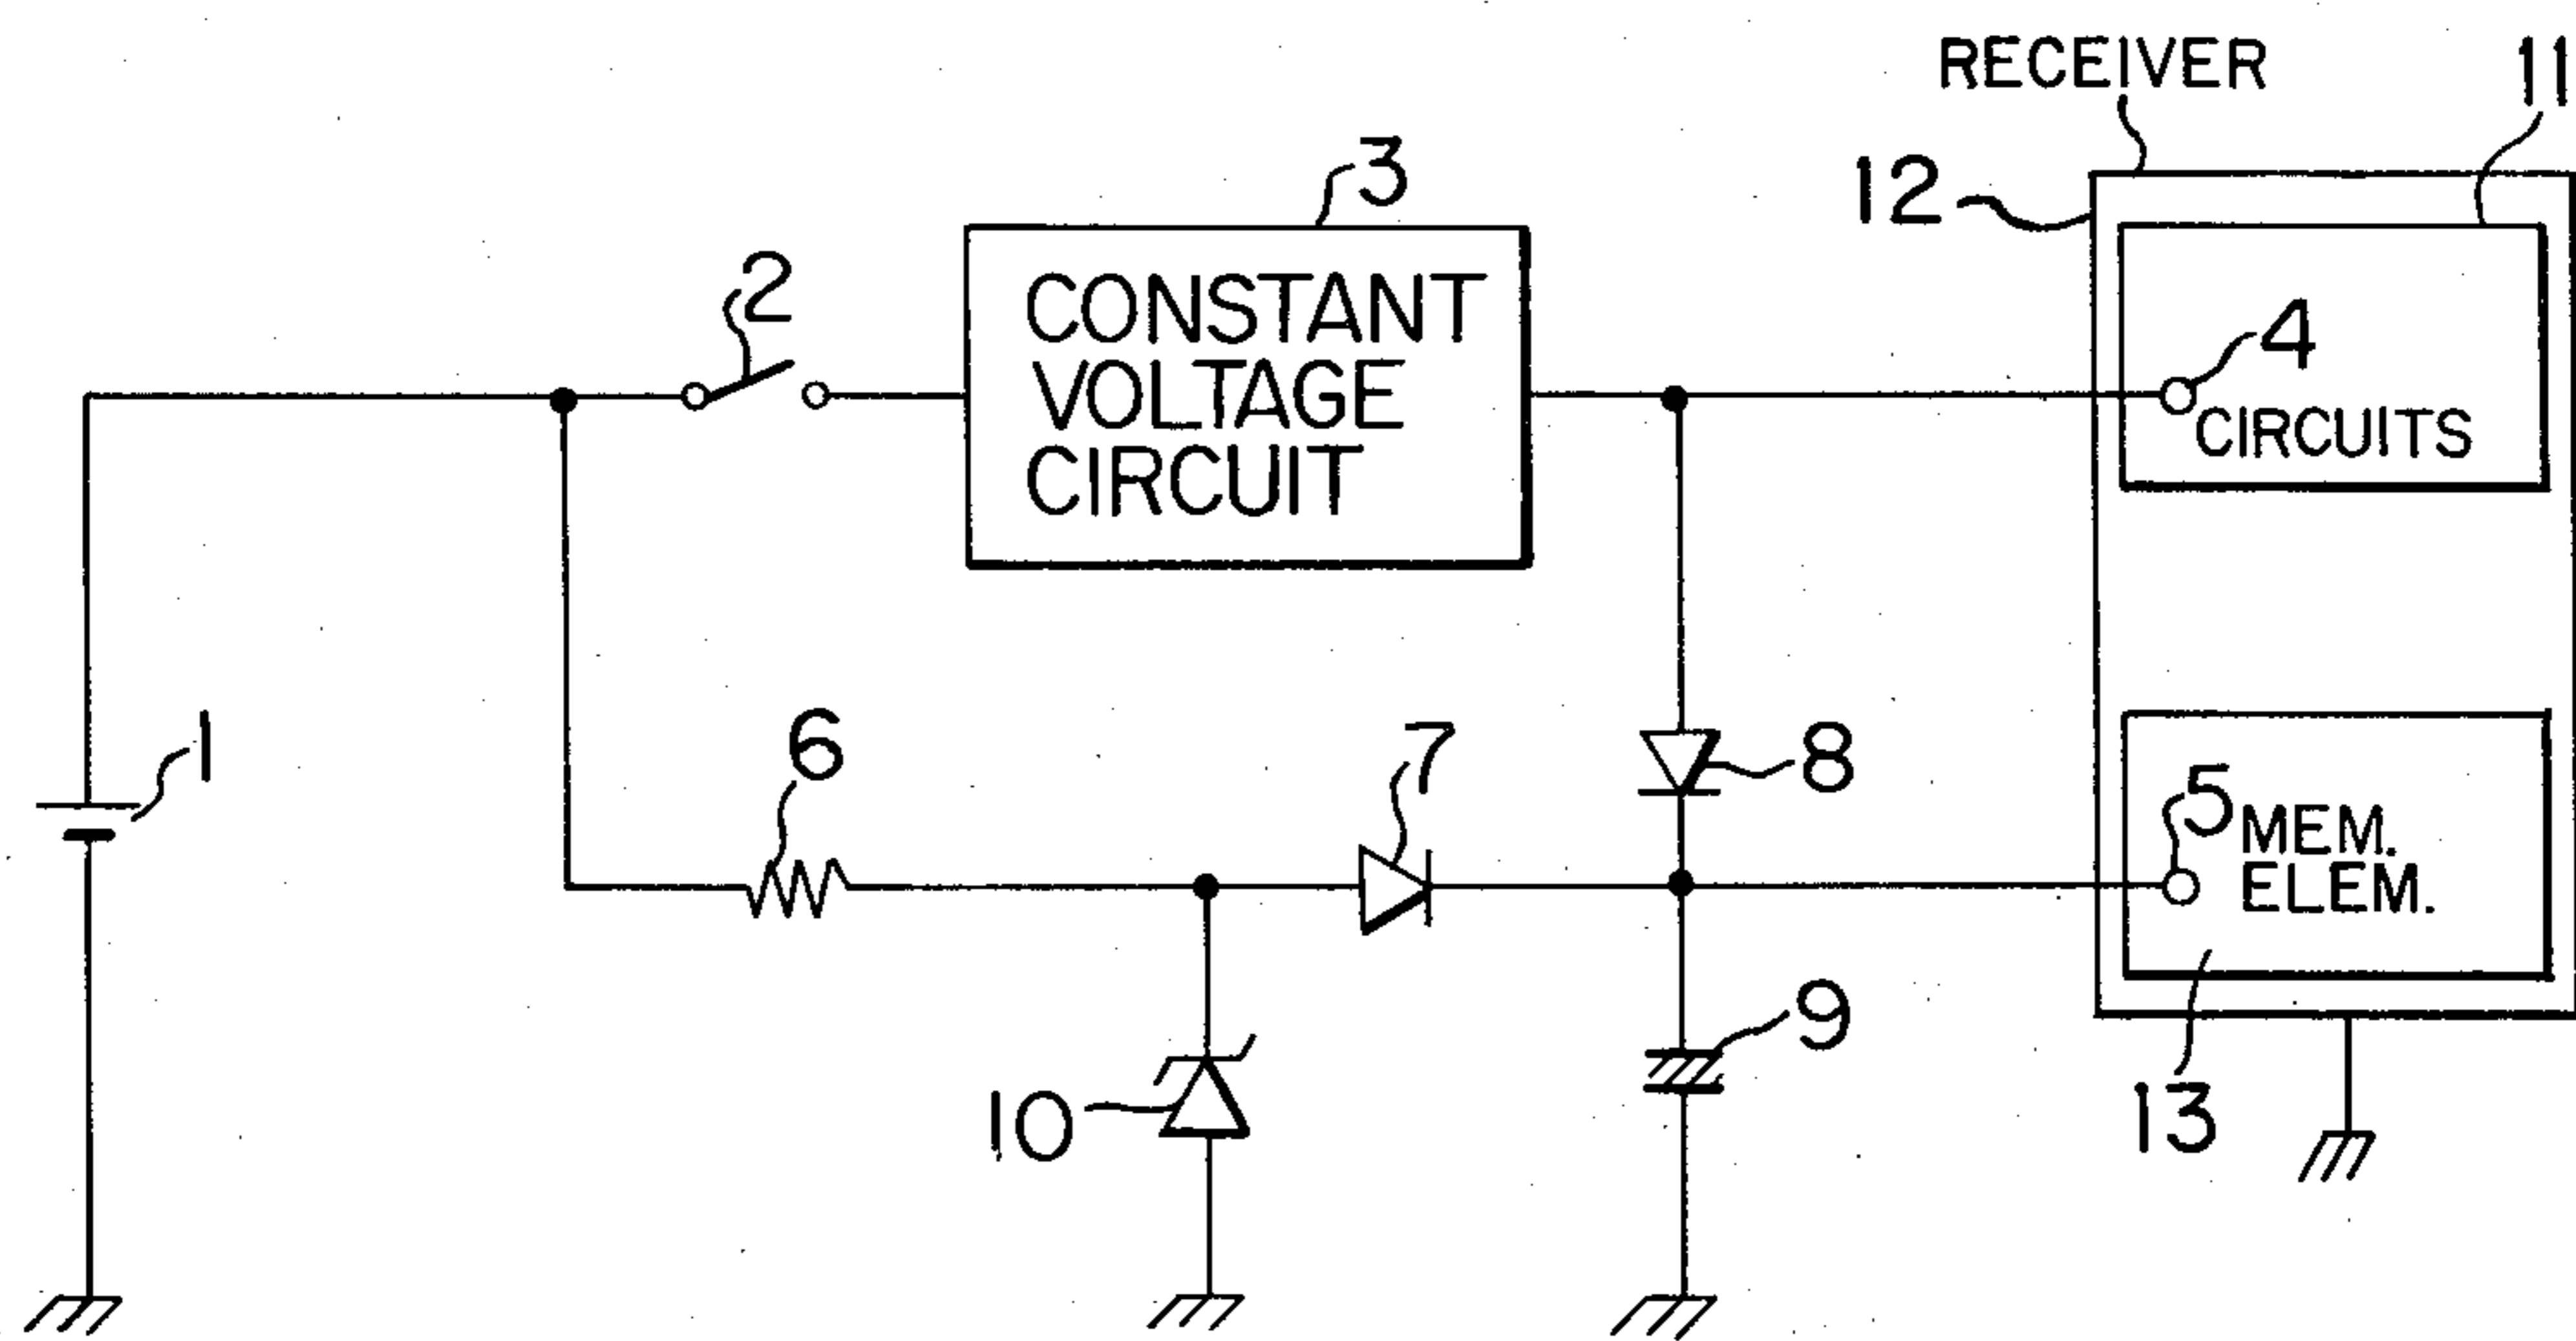 RECEIVER
11
12
3
2
CONSTANT
VOLTAGE
CIRCUIT
4
CIRCUITS
1
6
7
8
5
MEM.
ELEM.
9
10
13